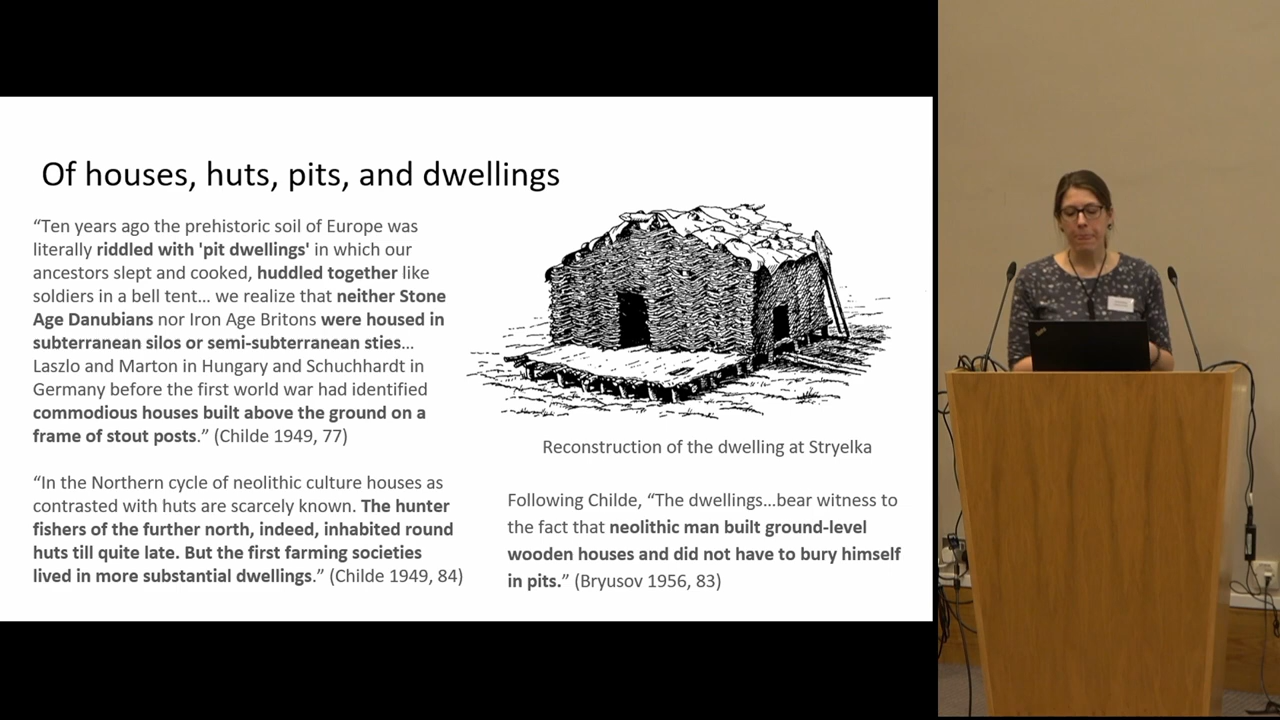 Of houses, huts, pits, and dwellings
“Ten years ago the prehistoric soil of Europe was
literally riddled with 'pit dwellings' in which our
ancestors slept and cooked, huddled together like
soldiers in a bell tent... we realize that neither Stone
Age Danubians nor Iron Age Britons were housed in
subterranean silos or semi-subterranean sties...
Laszlo and Marton in Hungary and Schuchhardt in
Germany before the first world war had identified
commodious houses built above the ground on a
frame of stout posts.” (Childe 1949, 77)
“In the Northern cycle of neolithic culture houses as
contrasted with huts are scarcely known. The hunter
fishers of the further north, indeed, inhabited round
huts till quite late. But the first farming societies
lived in more substantial dwellings.” (Childe 1949, 84)
Reconstruction of the dwelling at Stryelka
Following Childe, “The dwellings...bear witness to
the fact that neolithic man built ground-level
wooden houses and did not have to bury himself
in pits.” (Bryusov 1956, 83)